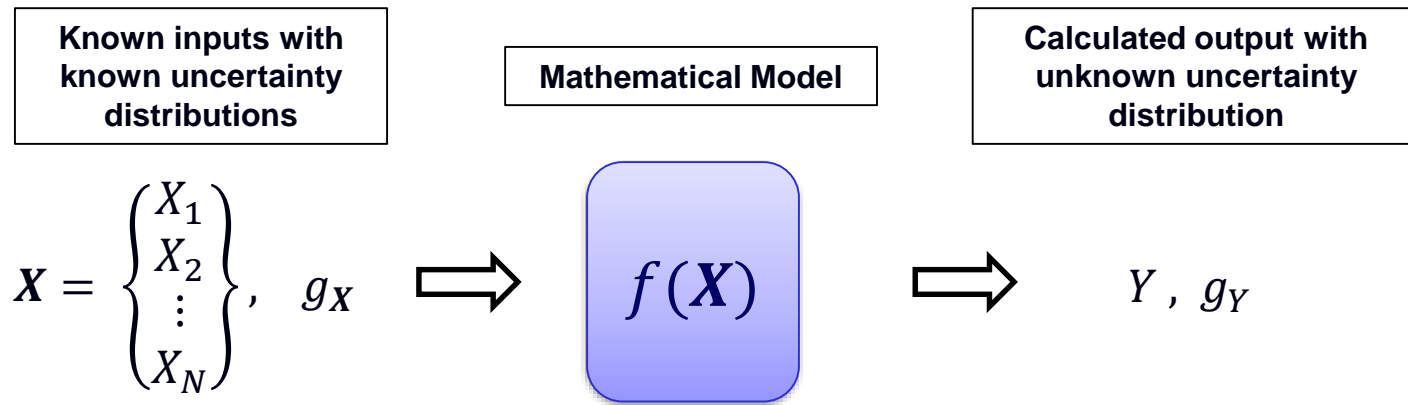 Known inputs with
known uncertainty
distributions
Mathematical Model
Calculated output with
unknown uncertainty
distribution
X = { X₁ X₂ ⋮ X_N } , g_X
f(X)
Y , g_Y